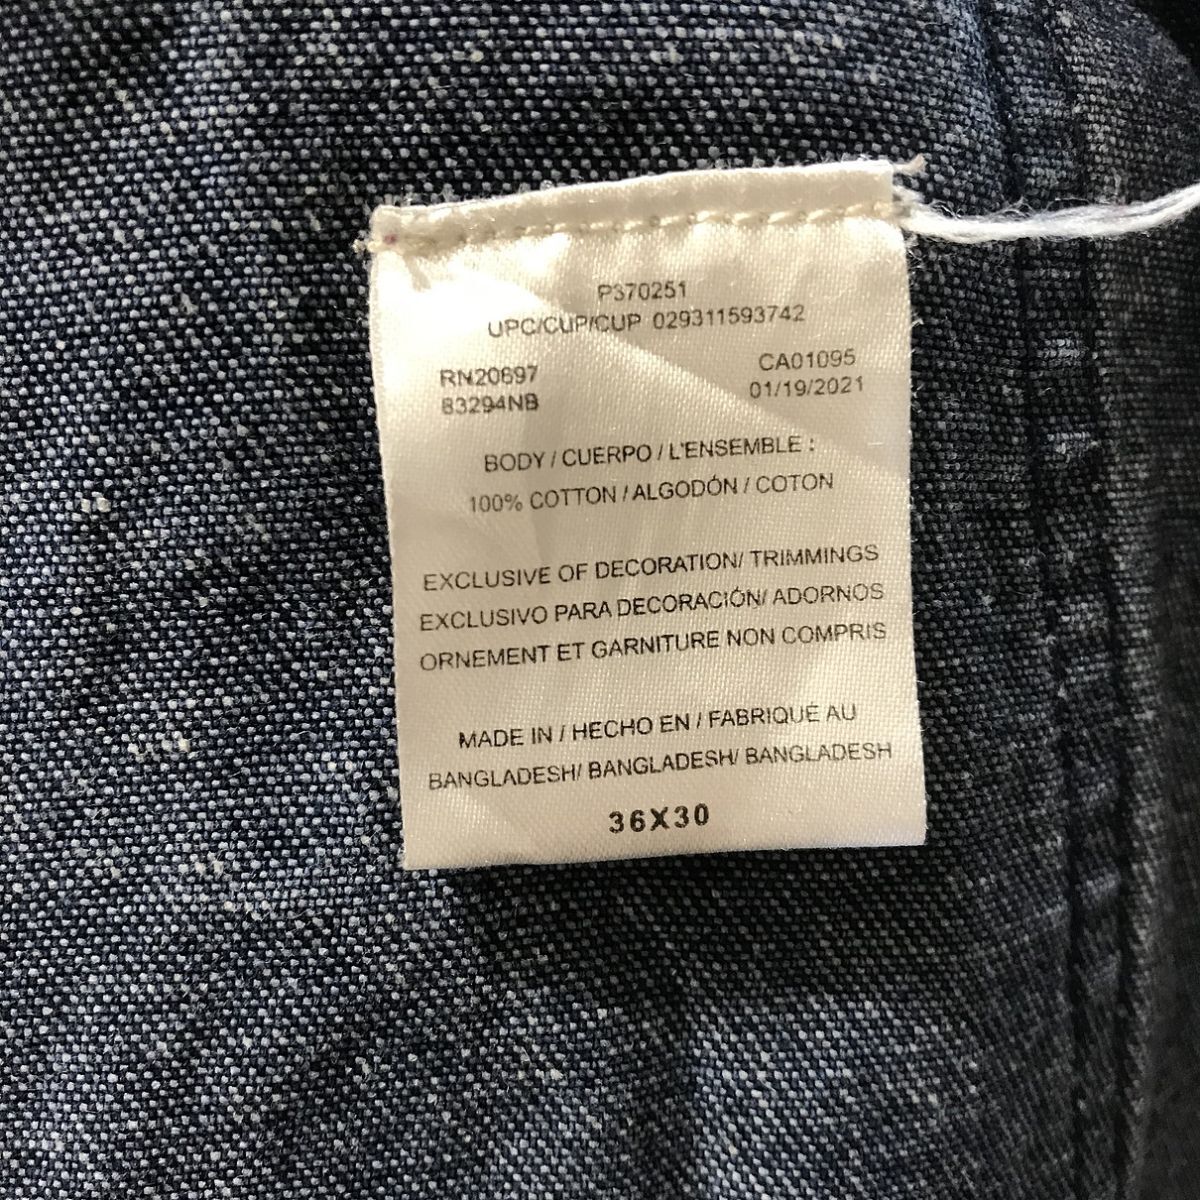 P370251
UPC/CUP/CUP 029311593742
RN20697 CA01095
83294NB 01/19/2021
BODY / CUERPO / L'ENSEMBLE :
100% COTTON / ALGODÓN / COTON
EXCLUSIVE OF DECORATION/ TRIMMINGS
EXCLUSIVO PARA DECORACIÓN/ ADORNOS
ORNEMENT ET GARNITURE NON COMPRIS
MADE IN / HECHO EN / FABRIQUÉ AU
BANGLADESH/ BANGLADESH/ BANGLADESH
36X30